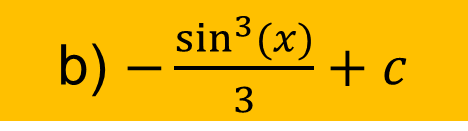 b) − sin³(x)/3 + c